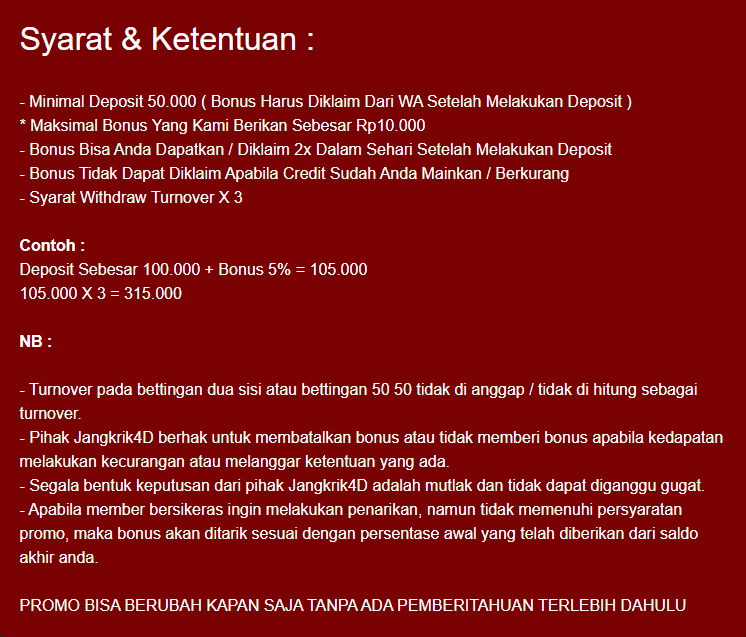 Syarat & Ketentuan :
- Minimal Deposit 50.000 ( Bonus Harus Diklaim Dari WA Setelah Melakukan Deposit )
* Maksimal Bonus Yang Kami Berikan Sebesar Rp10.000
- Bonus Bisa Anda Dapatkan / Diklaim 2x Dalam Sehari Setelah Melakukan Deposit
- Bonus Tidak Dapat Diklaim Apabila Credit Sudah Anda Mainkan / Berkurang
- Syarat Withdraw Turnover X 3
Contoh :
Deposit Sebesar 100.000 + Bonus 5% = 105.000
105.000 X 3 = 315.000
NB :
- Turnover pada bettingan dua sisi atau bettingan 50 50 tidak di anggap / tidak di hitung sebagai
turnover.
- Pihak Jangkrik4D berhak untuk membatalkan bonus atau tidak memberi bonus apabila kedapatan
melakukan kecurangan atau melanggar ketentuan yang ada.
- Segala bentuk keputusan dari pihak Jangkrik4D adalah mutlak dan tidak dapat diganggu gugat.
- Apabila member bersikeras ingin melakukan penarikan, namun tidak memenuhi persyaratan
promo, maka bonus akan ditarik sesuai dengan persentase awal yang telah diberikan dari saldo
akhir anda.
PROMO BISA BERUBAH KAPAN SAJA TANPA ADA PEMBERITAHUAN TERLEBIH DAHULU